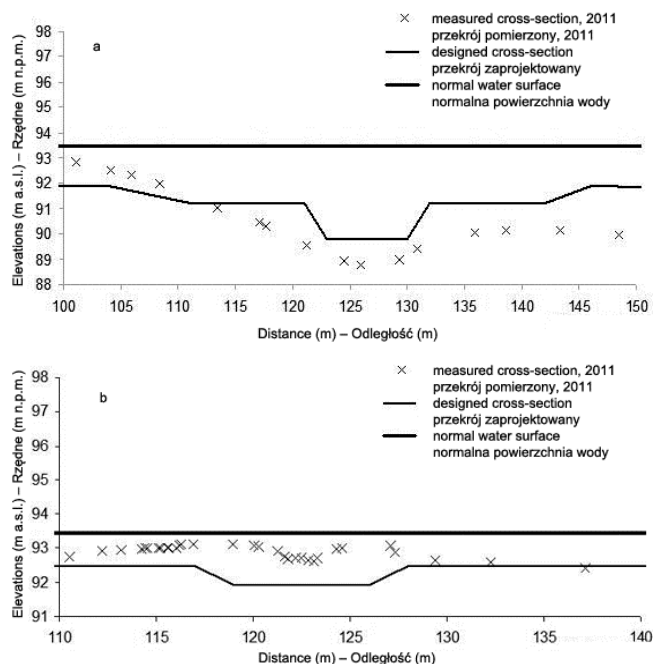 a
× measured cross-section, 2011
przekrój pomierzony, 2011
designed cross-section
przekrój zaprojektowany
normal water surface
normalna powierzchnia wody
Elevations (m a.s.l.) – Rzędne (m n.p.m.)
98
97
96
95
94
93
92
91
90
89
88
100 105 110 115 120 125 130 135 140 145 150
Distance (m) – Odległość (m)
b
× measured cross-section, 2011
przekrój pomierzony, 2011
designed cross-section
przekrój zaprojektowany
normal water surface
normalna powierzchnia wody
Elevations (m a.s.l.) – Rzędne (m n.p.m.)
98
97
96
95
94
93
92
91
110 115 120 125 130 135 140
Distance (m) – Odległość (m)